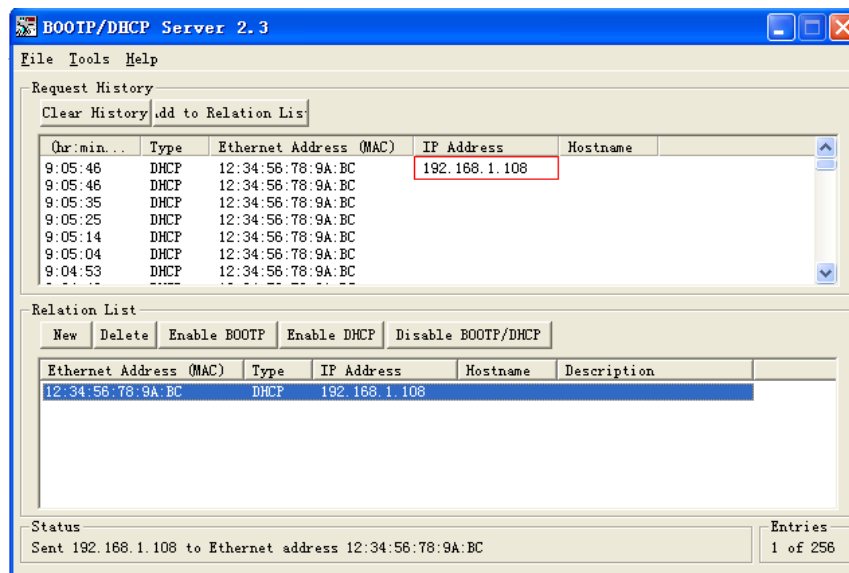 BOOTP/DHCP Server 2.3
File Tools Help
Request History
Clear History dd to Relation Lis
(hr:min... Type Ethernet Address (MAC) IP Address Hostname
9:05:46 DHCP 12:34:56:78:9A:BC 192.168.1.108
9:05:46 DHCP 12:34:56:78:9A:BC
9:05:35 DHCP 12:34:56:78:9A:BC
9:05:25 DHCP 12:34:56:78:9A:BC
9:05:14 DHCP 12:34:56:78:9A:BC
9:05:04 DHCP 12:34:56:78:9A:BC
9:04:53 DHCP 12:34:56:78:9A:BC
Relation List
New Delete Enable BOOTP Enable DHCP Disable BOOTP/DHCP
Ethernet Address (MAC) Type IP Address Hostname Description
12:34:56:78:9A:BC DHCP 192.168.1.108
Status
Sent 192.168.1.108 to Ethernet address 12:34:56:78:9A:BC
Entries
1 of 256